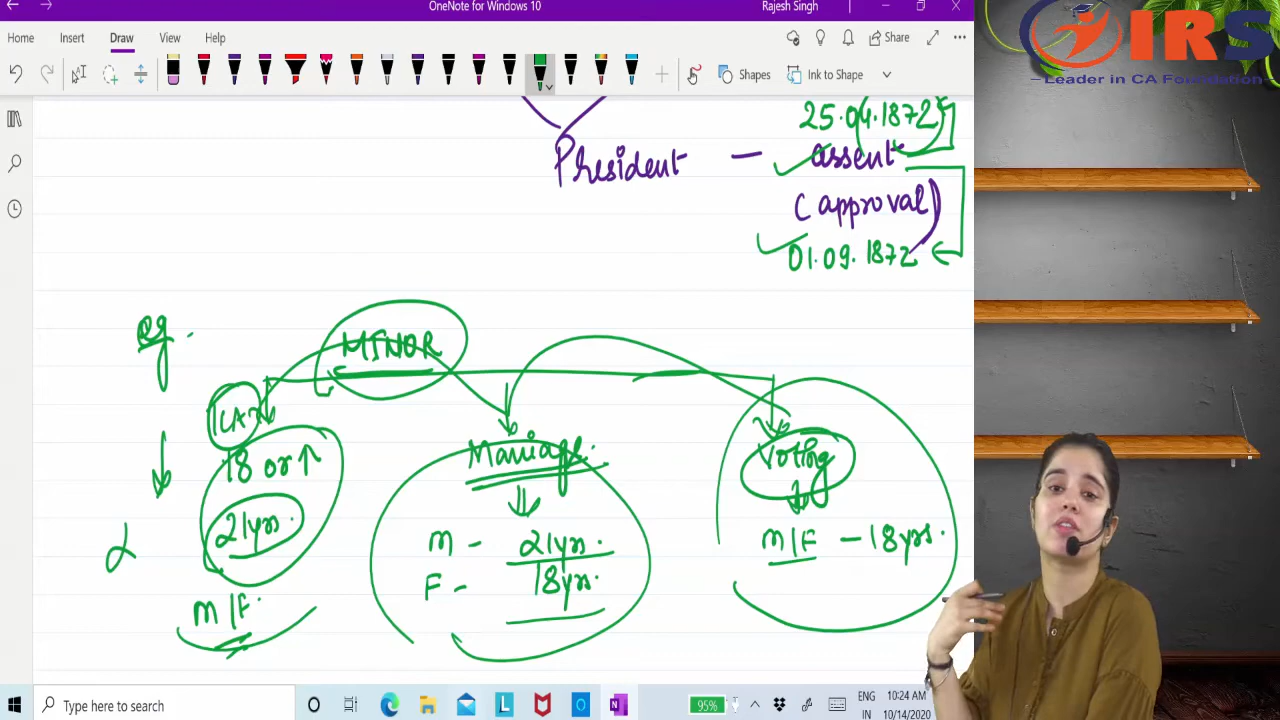 OneNote for Windows 10
Rajesh Singh
Home Insert Draw View Help
Share
Shapes
Ink to Shape
IRS
Leader in CA Foundation
25.04.1872
President - assent
(approval)
01.09.1872
eg.
MINOR
ICA
Marriage
Voting
18 or ↑
21yrs.
M - 21yrs.
F - 18yrs.
M/F - 18yrs.
M/F.
Type here to search
95%
ENG
IN
10:24 AM
10/14/2020